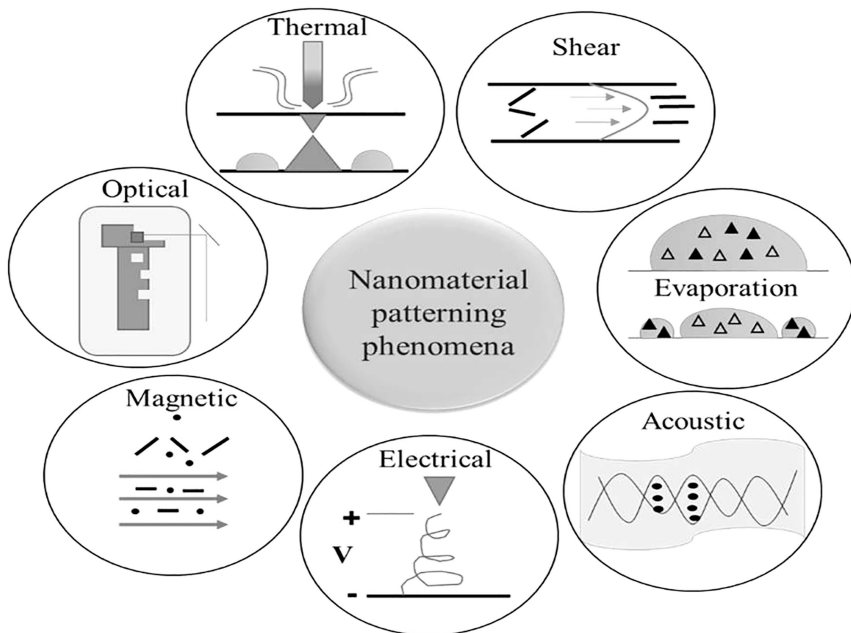 Thermal
Shear
Optical
Nanomaterial
patterning
phenomena
Evaporation
Magnetic
Electrical
Acoustic
+
V
-